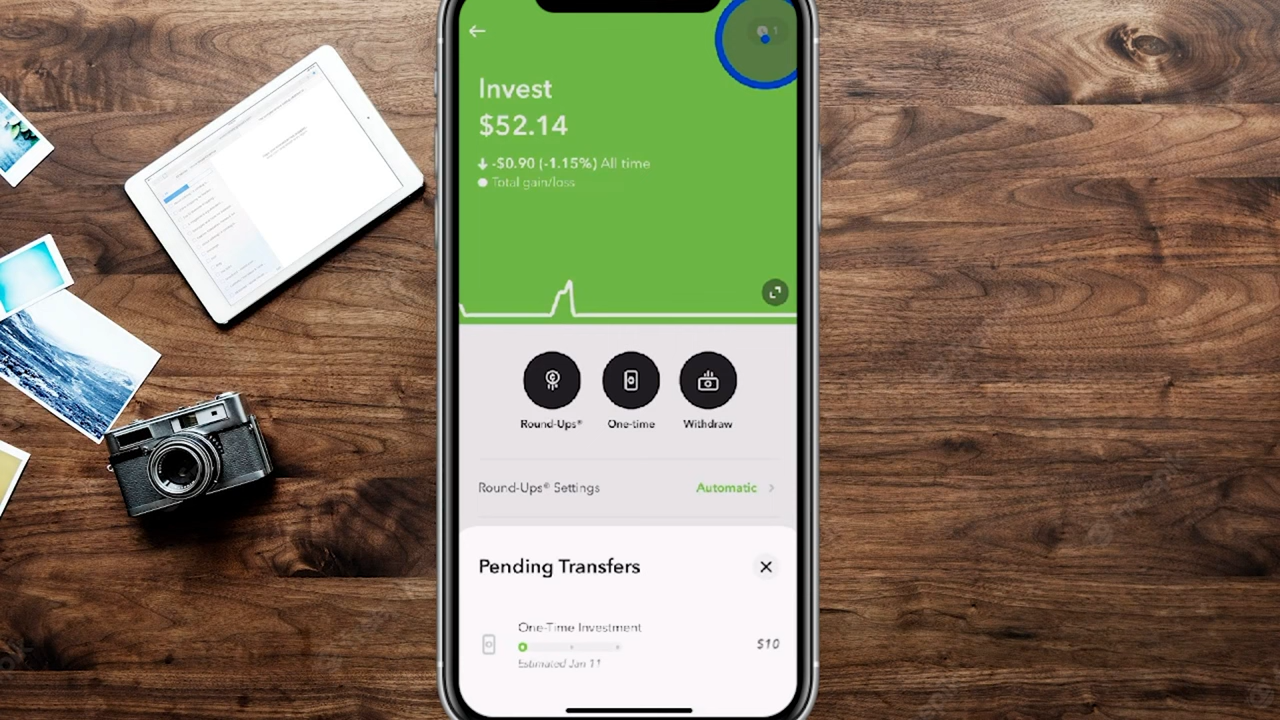 1
Invest
$52.14
-$0.90 (-1.15%) All time
Total gain/loss
Round-Ups®
One-time
Withdraw
Round-Ups® Settings
Automatic
Pending Transfers
One-Time Investment
$10
Estimated Jan 11